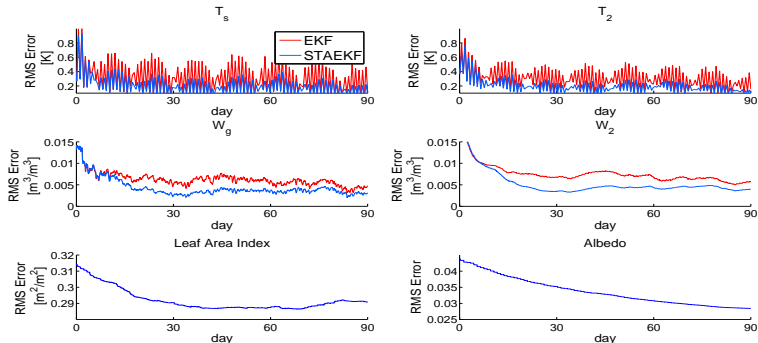 T_s
RMS Error
[K]
0.8
0.6
0.4
0.2
0
30
60
90
day
EKF
STAEKF
T_2
RMS Error
[K]
0.8
0.6
0.4
0.2
0
30
60
90
day
W_g
RMS Error
[m^3/m^3]
0.015
0.01
0.005
0
0
30
60
90
day
W_2
RMS Error
[m^3/m^3]
0.015
0.01
0.005
0
0
30
60
90
day
Leaf Area Index
RMS Error
[m^2/m^2]
0.32
0.31
0.3
0.29
0
30
60
90
day
Albedo
RMS Error
0.04
0.035
0.03
0.025
0
30
60
90
day